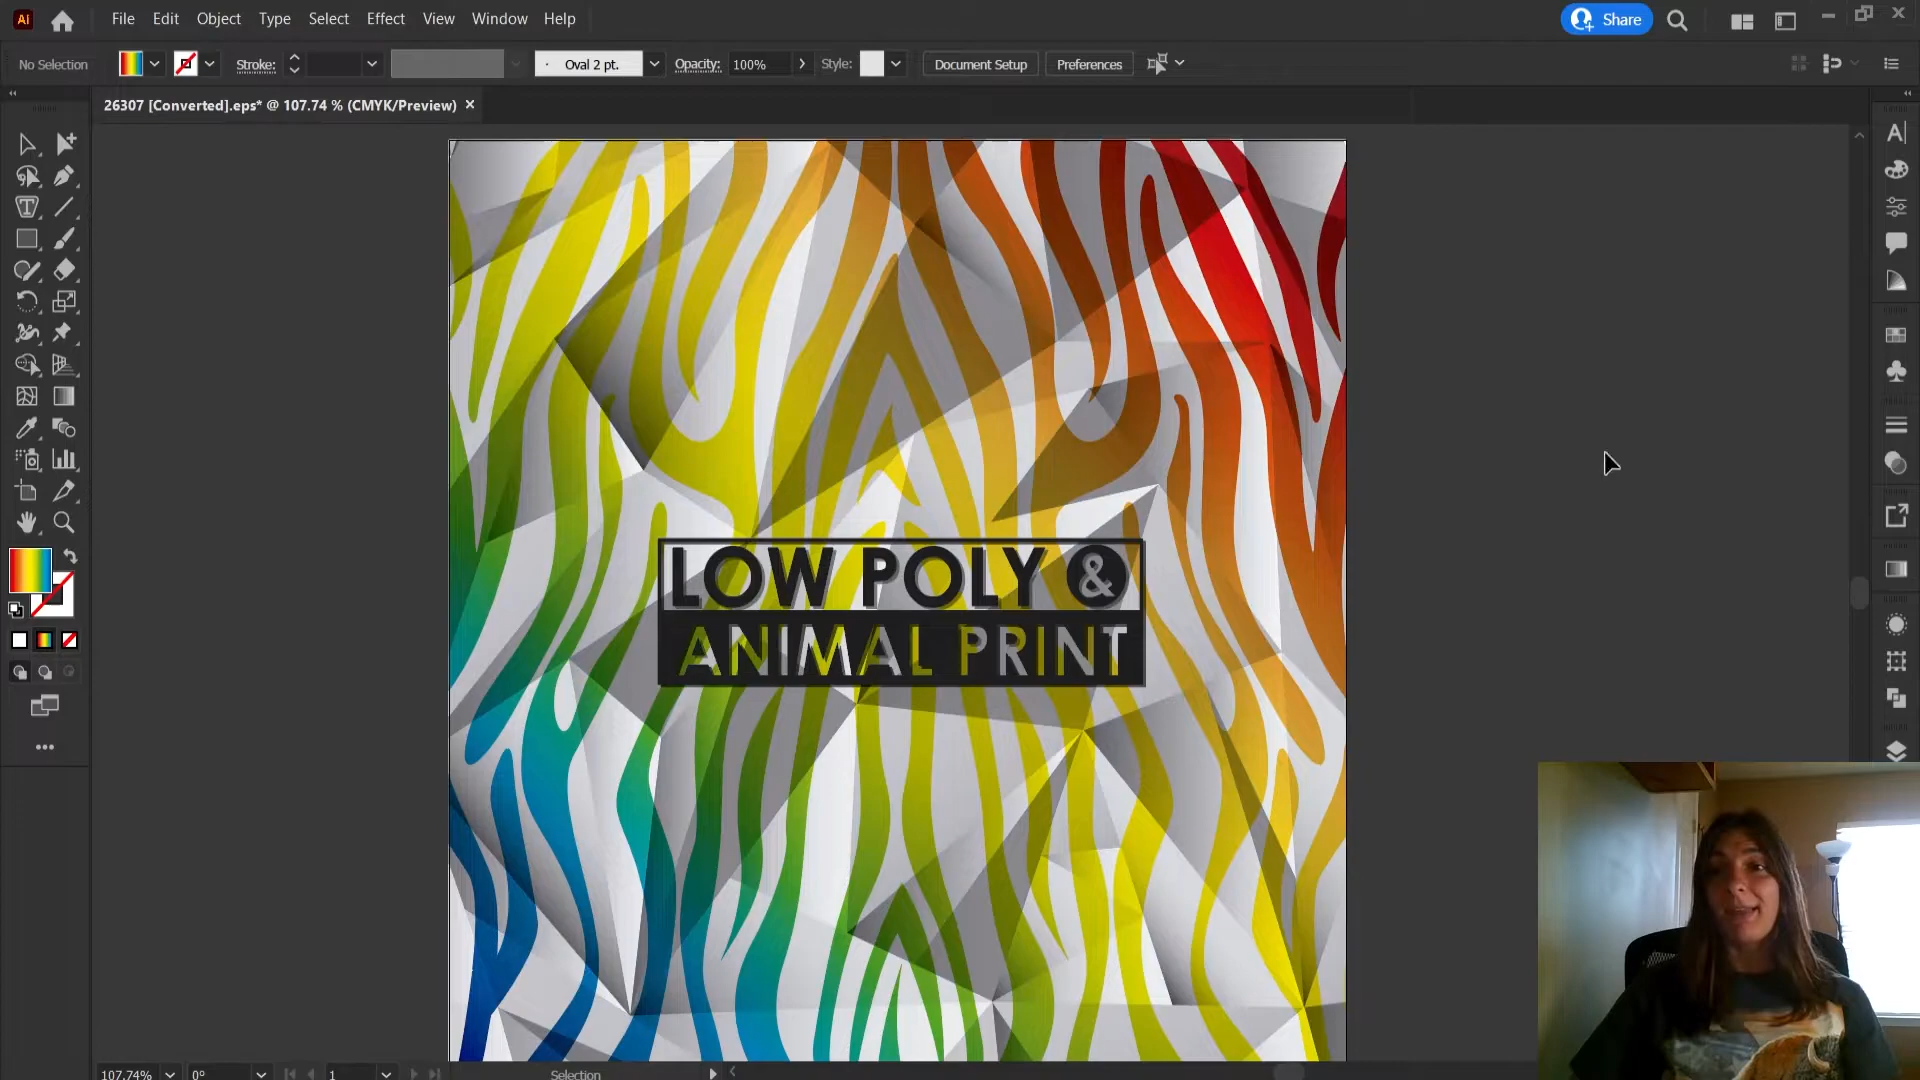 Ai File Edit Object Type Select Effect View Window Help Share
No Selection Stroke: Oval 2 pt. Opacity: 100% Style: Document Setup Preferences
26307 [Converted].eps* @ 107.74 % (CMYK/Preview)
LOW POLY &
ANIMAL PRINT
107.74% 0° 1 Selection